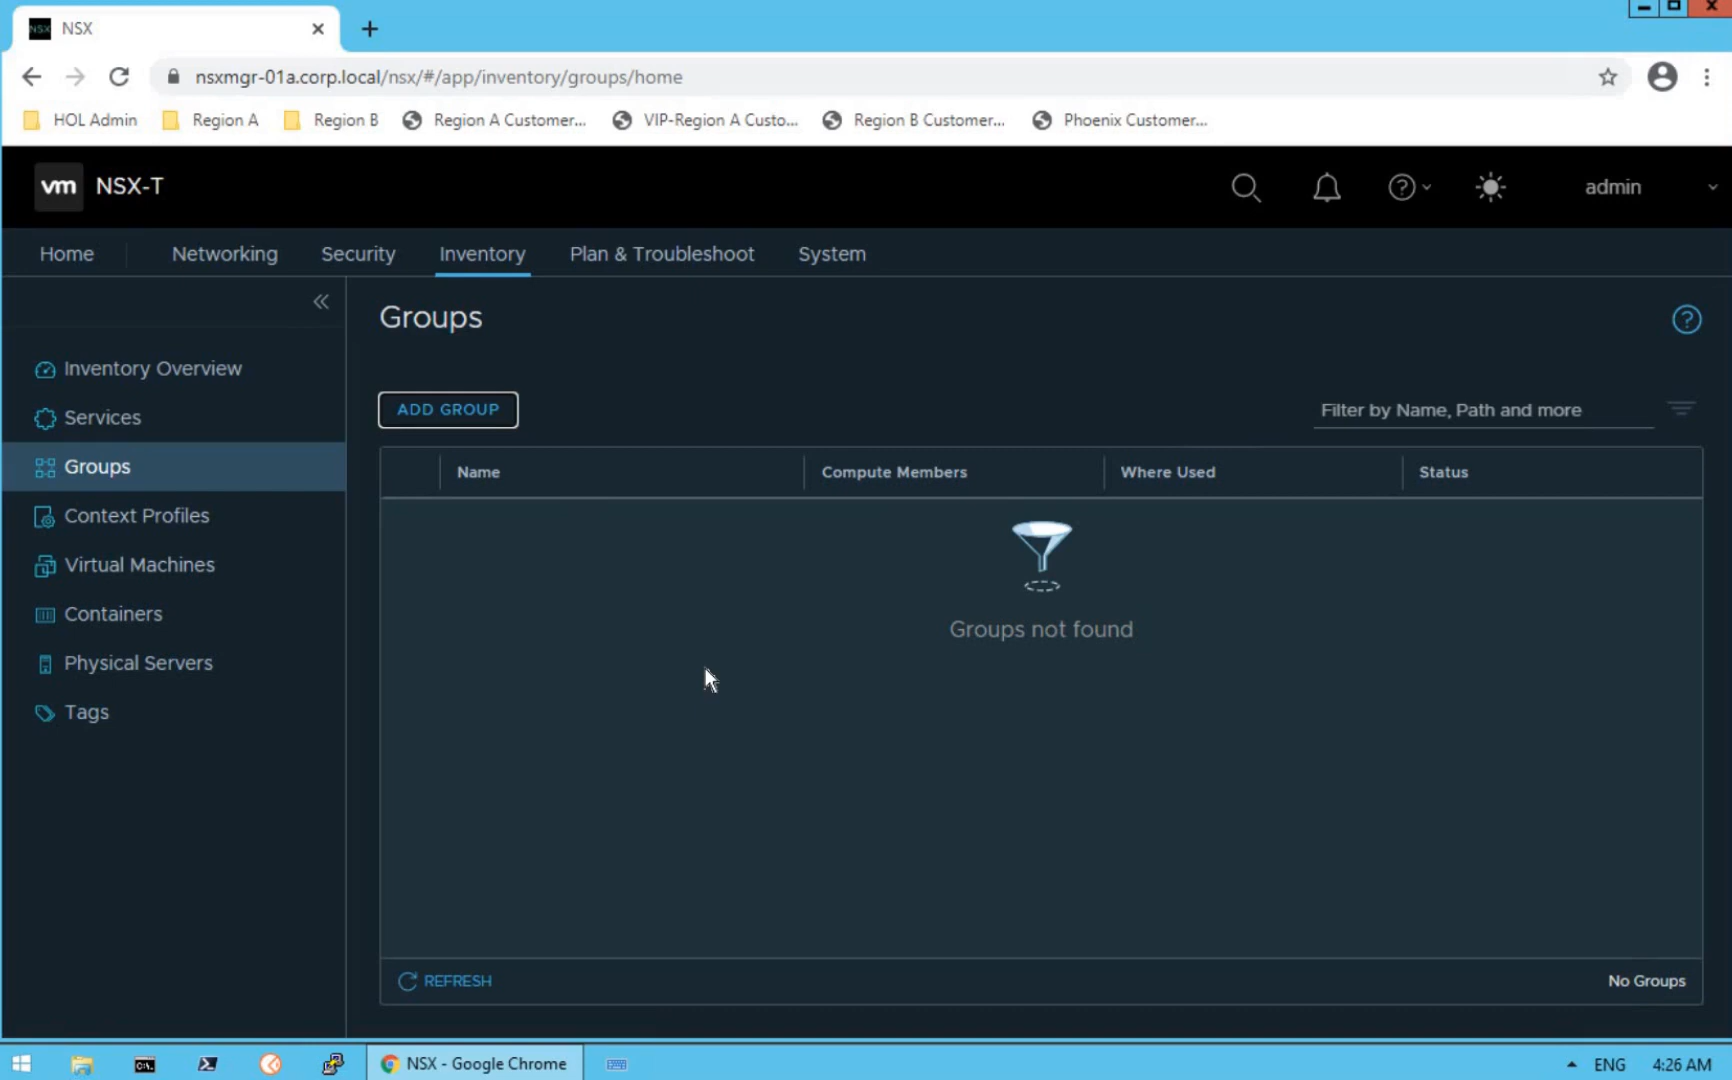 NSX
nsxmgr-01a.corp.local/nsx/#/app/inventory/groups/home
HOL Admin Region A Region B Region A Customer... VIP-Region A Custo... Region B Customer... Phoenix Customer...
vm NSX-T admin
Home Networking Security Inventory Plan & Troubleshoot System
Groups
Inventory Overview
Services
Groups
Context Profiles
Virtual Machines
Containers
Physical Servers
Tags
ADD GROUP
Filter by Name, Path and more
Name Compute Members Where Used Status
Groups not found
REFRESH No Groups
NSX - Google Chrome ENG 4:26 AM